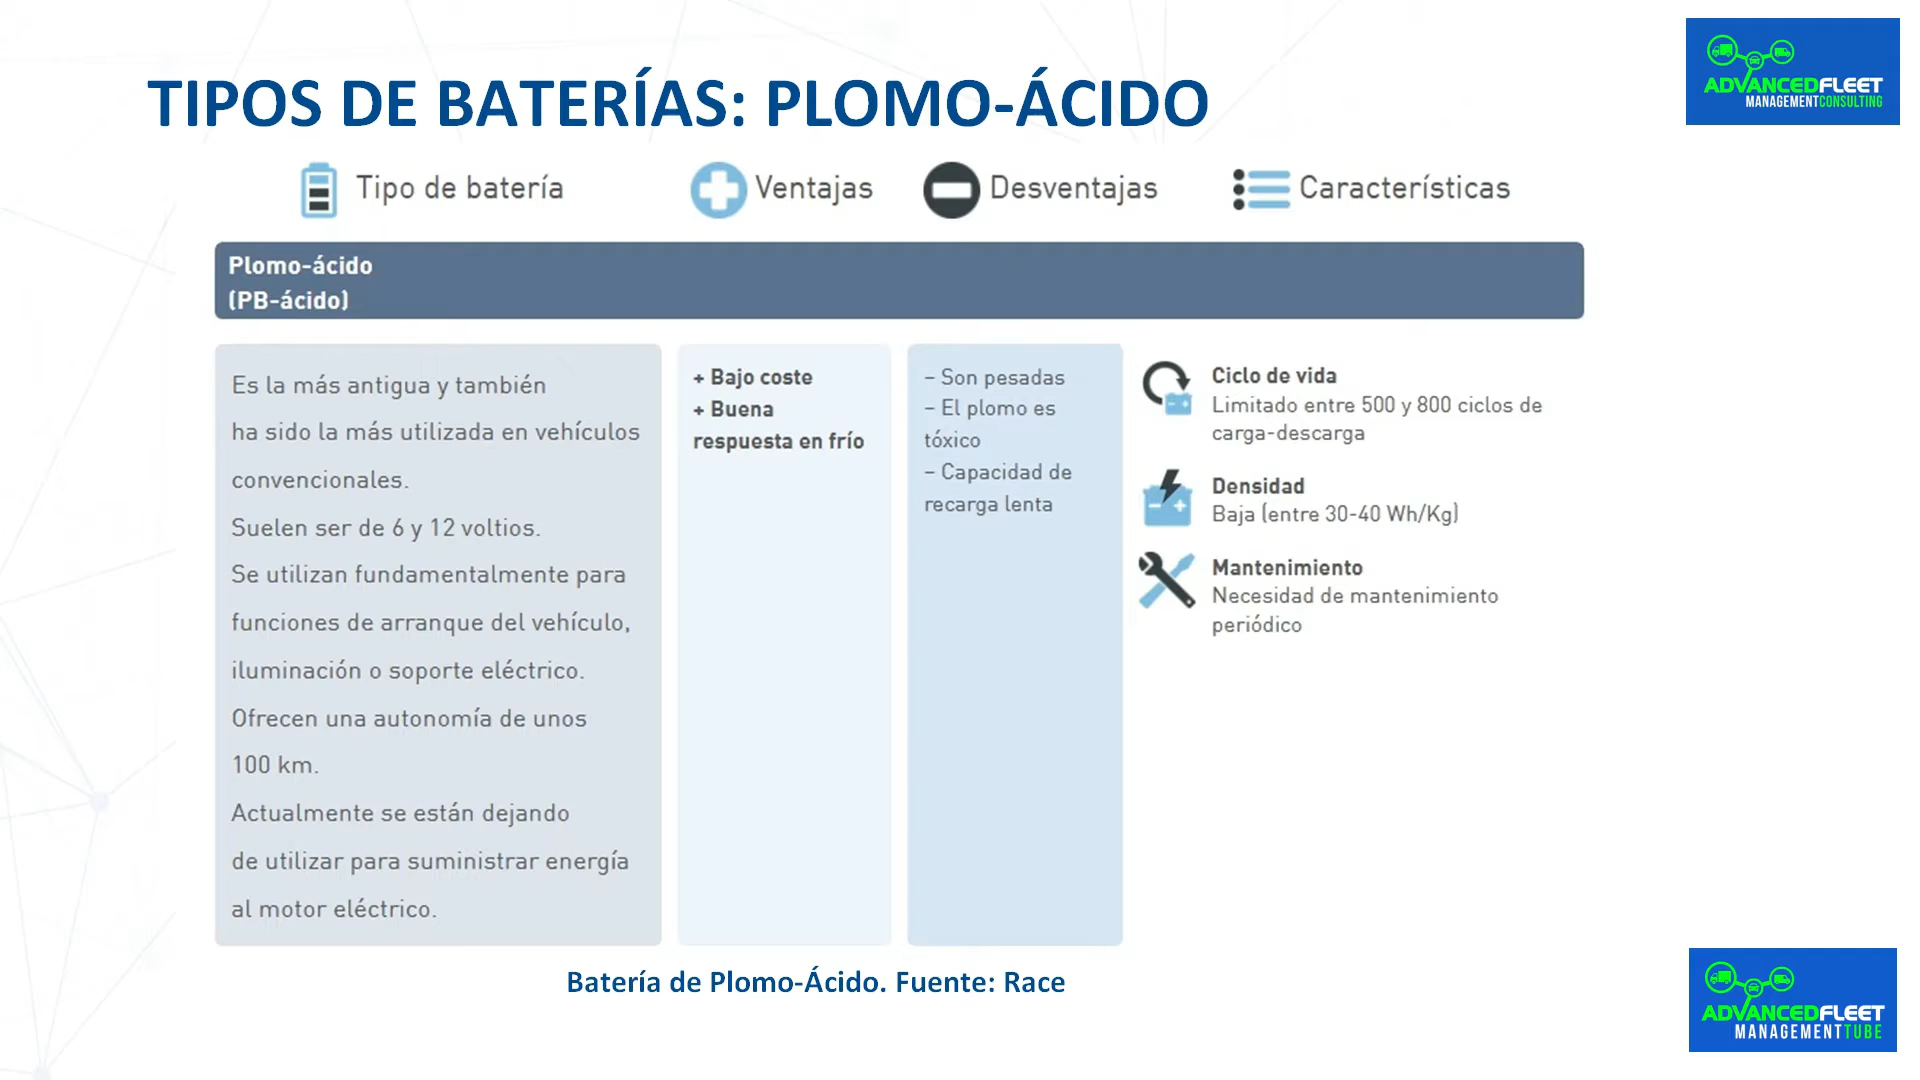 TIPOS DE BATERÍAS: PLOMO-ÁCIDO
ADVANCEDFLEET
MANAGEMENTCONSULTING
Tipo de batería
Ventajas
Desventajas
Características
Plomo-ácido
(PB-ácido)
Es la más antigua y también
ha sido la más utilizada en vehículos
convencionales.
Suelen ser de 6 y 12 voltios.
Se utilizan fundamentalmente para
funciones de arranque del vehículo,
iluminación o soporte eléctrico.
Ofrecen una autonomía de unos
100 km.
Actualmente se están dejando
de utilizar para suministrar energía
al motor eléctrico.
+ Bajo coste
+ Buena
respuesta en frío
– Son pesadas
– El plomo es
tóxico
– Capacidad de
recarga lenta
Ciclo de vida
Limitado entre 500 y 800 ciclos de
carga-descarga
Densidad
Baja (entre 30-40 Wh/Kg)
Mantenimiento
Necesidad de mantenimiento
periódico
Batería de Plomo-Ácido. Fuente: Race
ADVANCEDFLEET
MANAGEMENTTUBE